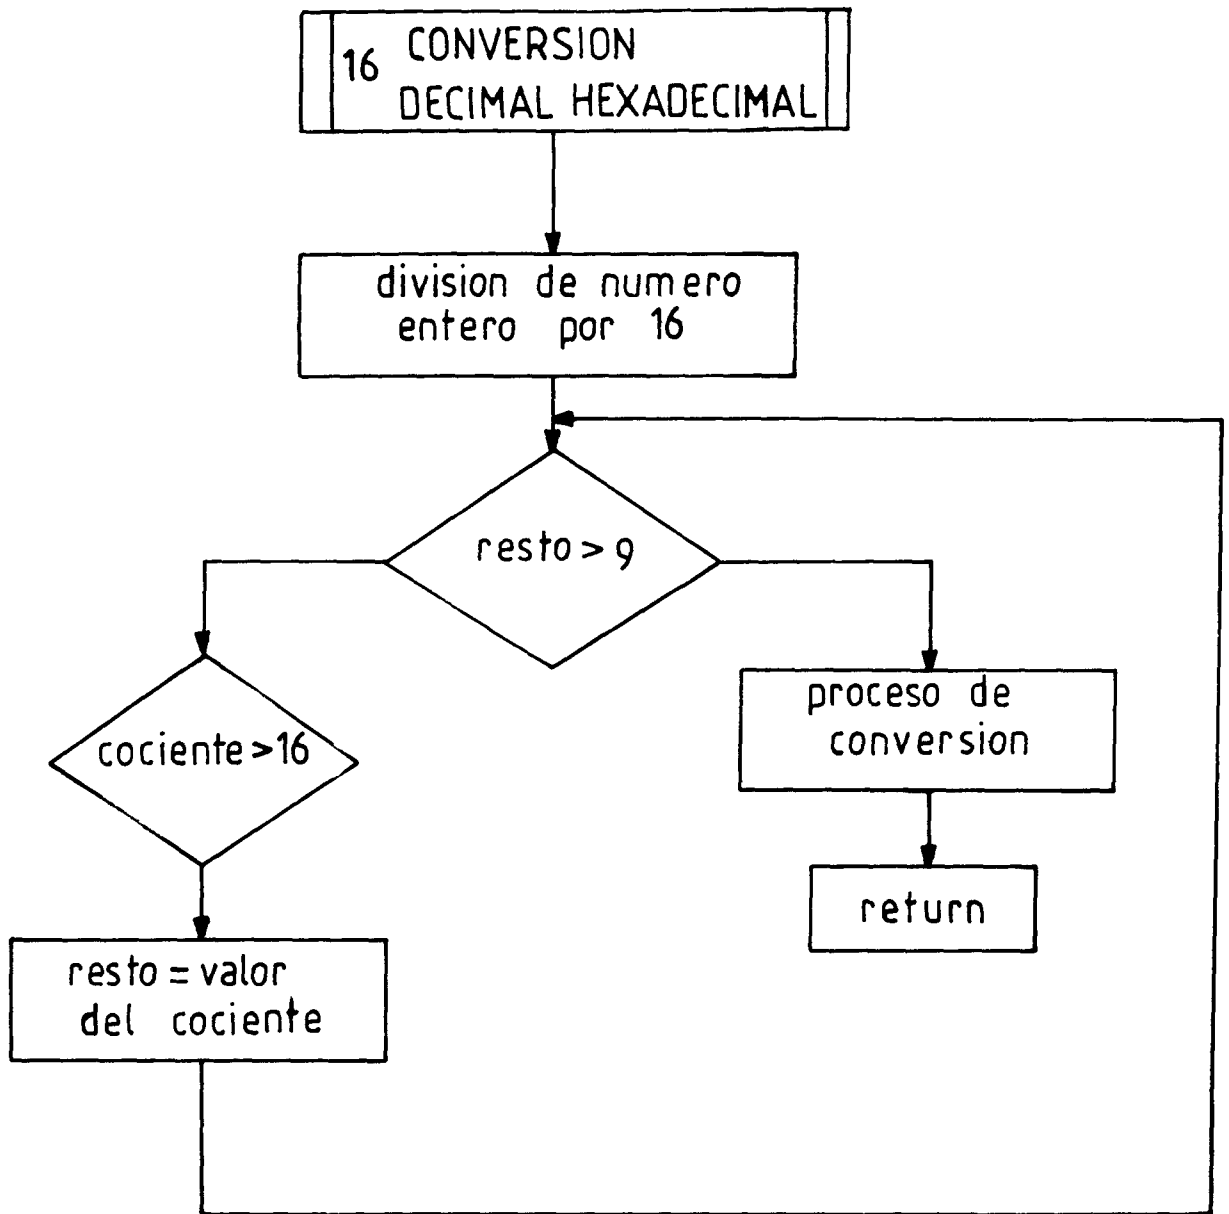 16 CONVERSION
DECIMAL HEXADECIMAL
division de numero
entero por 16
resto > 9
cociente > 16
proceso de
conversion
return
resto = valor
del cociente